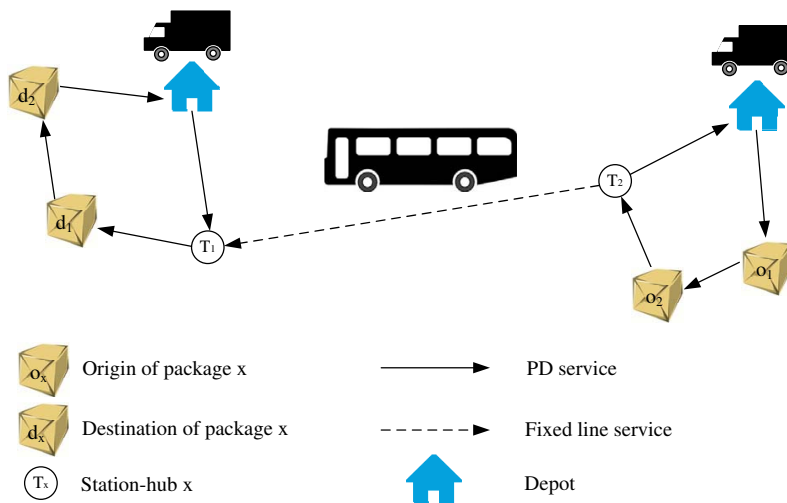 d2
T2
d1
T1
o1
o2
ox Origin of package x
PD service
dx Destination of package x
Fixed line service
Tx Station-hub x
Depot